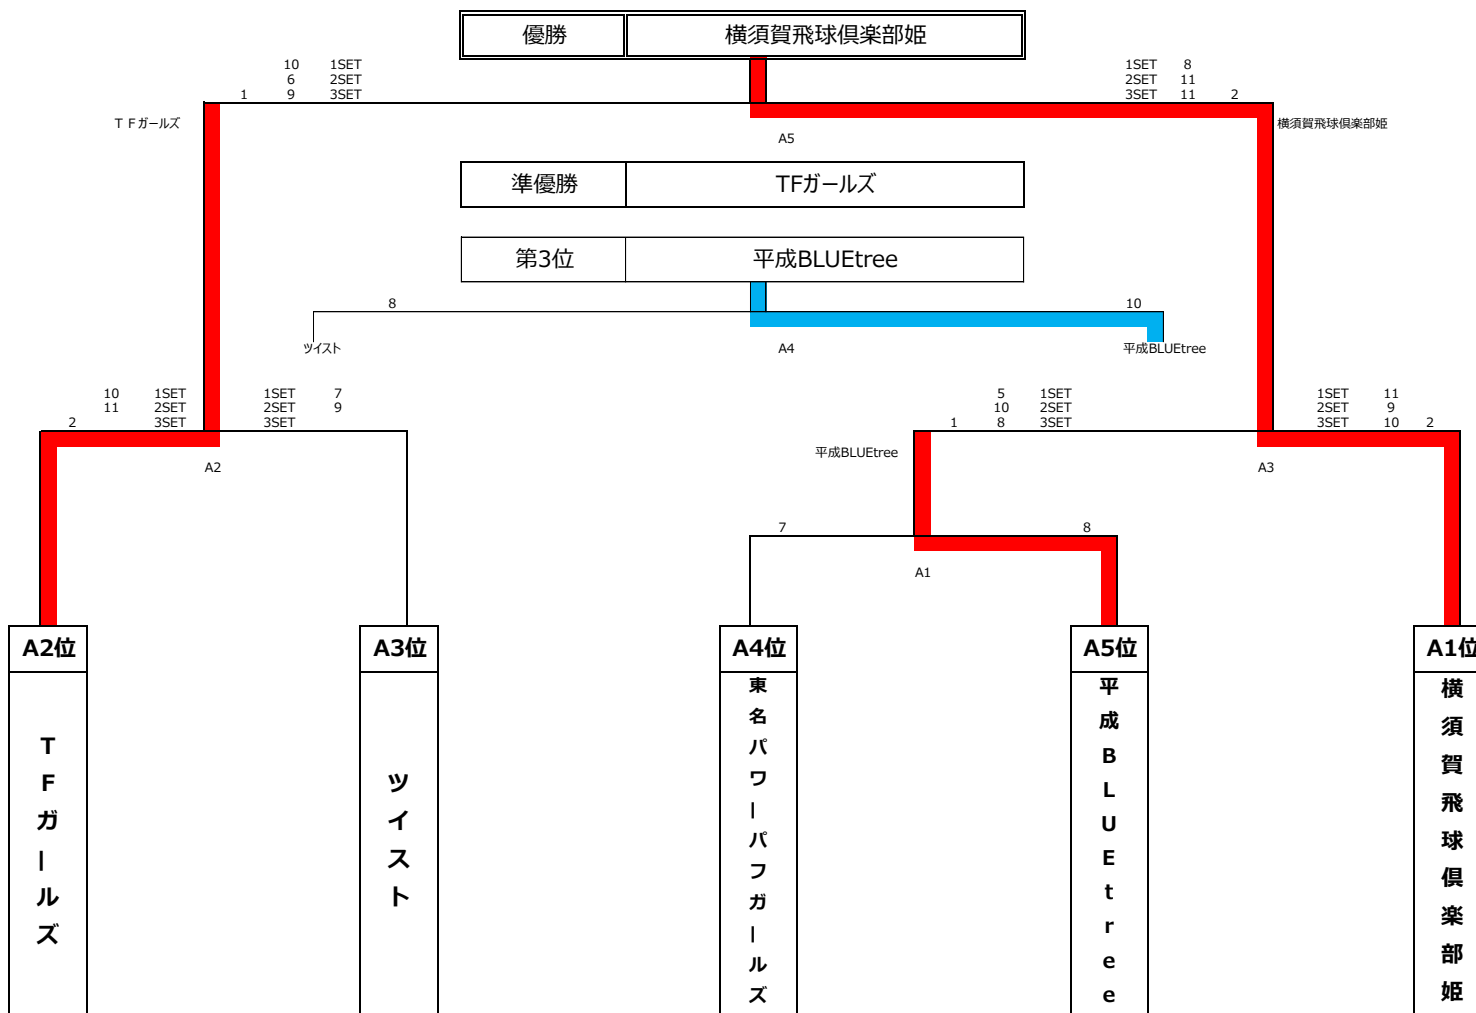 優勝 横須賀飛球倶楽部姫
10 1SET 1SET 8
6 2SET 2SET 11
1 9 3SET 3SET 11 2
ＴＦガールズ 横須賀飛球倶楽部姫
A5
準優勝 TFガールズ
第3位 平成BLUEtree
8 10
ツイスト A4 平成BLUEtree
10 1SET 1SET 7 5 1SET 1SET 11
11 2SET 2SET 9 10 2SET 2SET 9
2 3SET 3SET 1 8 3SET 3SET 10 2
平成BLUEtree
A2 A3
7 8
A1
A2位 A3位 A4位 A5位 A1位
TFガールズ
ツイスト
東名パワーパフガールズ
平成BLUEtree
横須賀飛球倶楽部姫